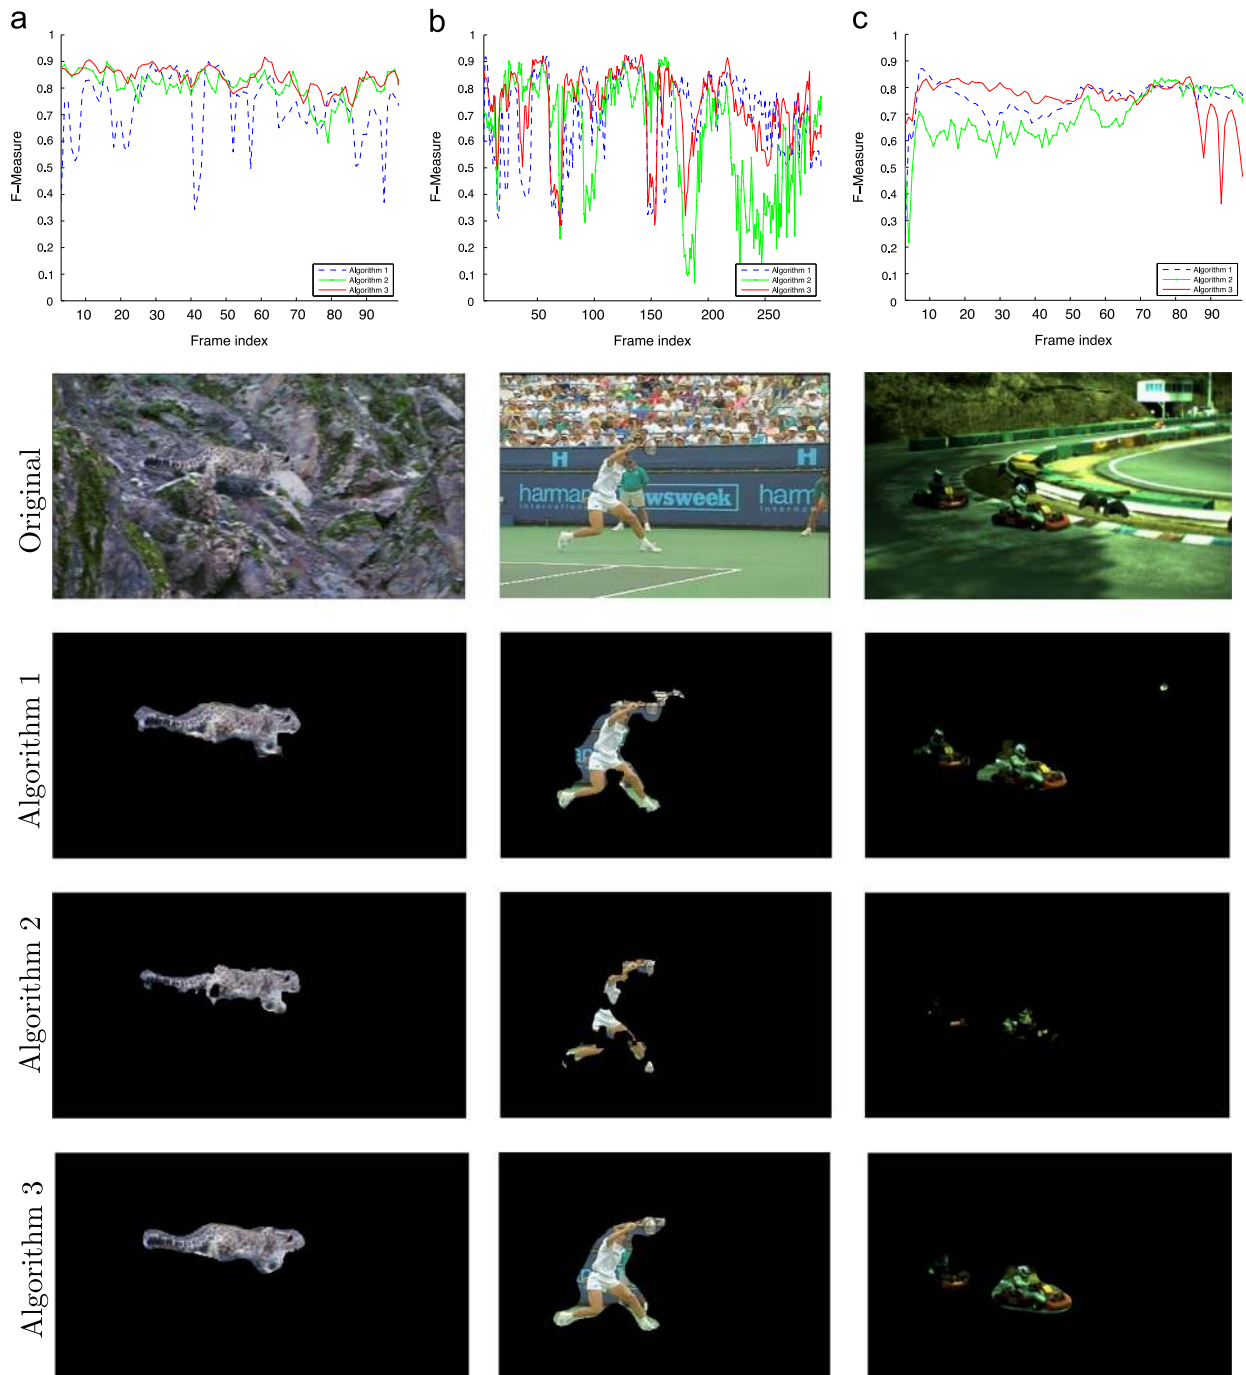 a
b
c
1
0.9
0.8
0.7
0.6
0.5
0.4
0.3
0.2
0.1
0
F-Measure
Algorithm 1
Algorithm 2
Algorithm 3
10 20 30 40 50 60 70 80 90
Frame index
1
0.9
0.8
0.7
0.6
0.5
0.4
0.3
0.2
0.1
0
F-Measure
Algorithm 1
Algorithm 2
Algorithm 3
50 100 150 200 250
Frame index
1
0.9
0.8
0.7
0.6
0.5
0.4
0.3
0.2
0.1
0
F-Measure
Algorithm 1
Algorithm 2
Algorithm 3
10 20 30 40 50 60 70 80 90
Frame index
Original
H
H
harman
international
wsweek
harm
Algorithm 1
Algorithm 2
Algorithm 3